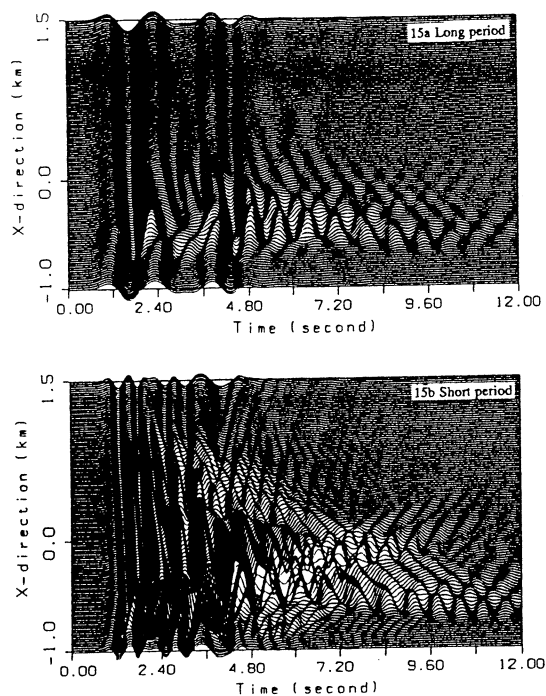 15a Long period
1.5
0.0
-1.0
X-direction (km)
0.00 2.40 4.80 7.20 9.60 12.00
Time (second)
15b Short period
1.5
0.0
-1.0
X-direction (km)
0.00 2.40 4.80 7.20 9.60 12.00
Time (second)